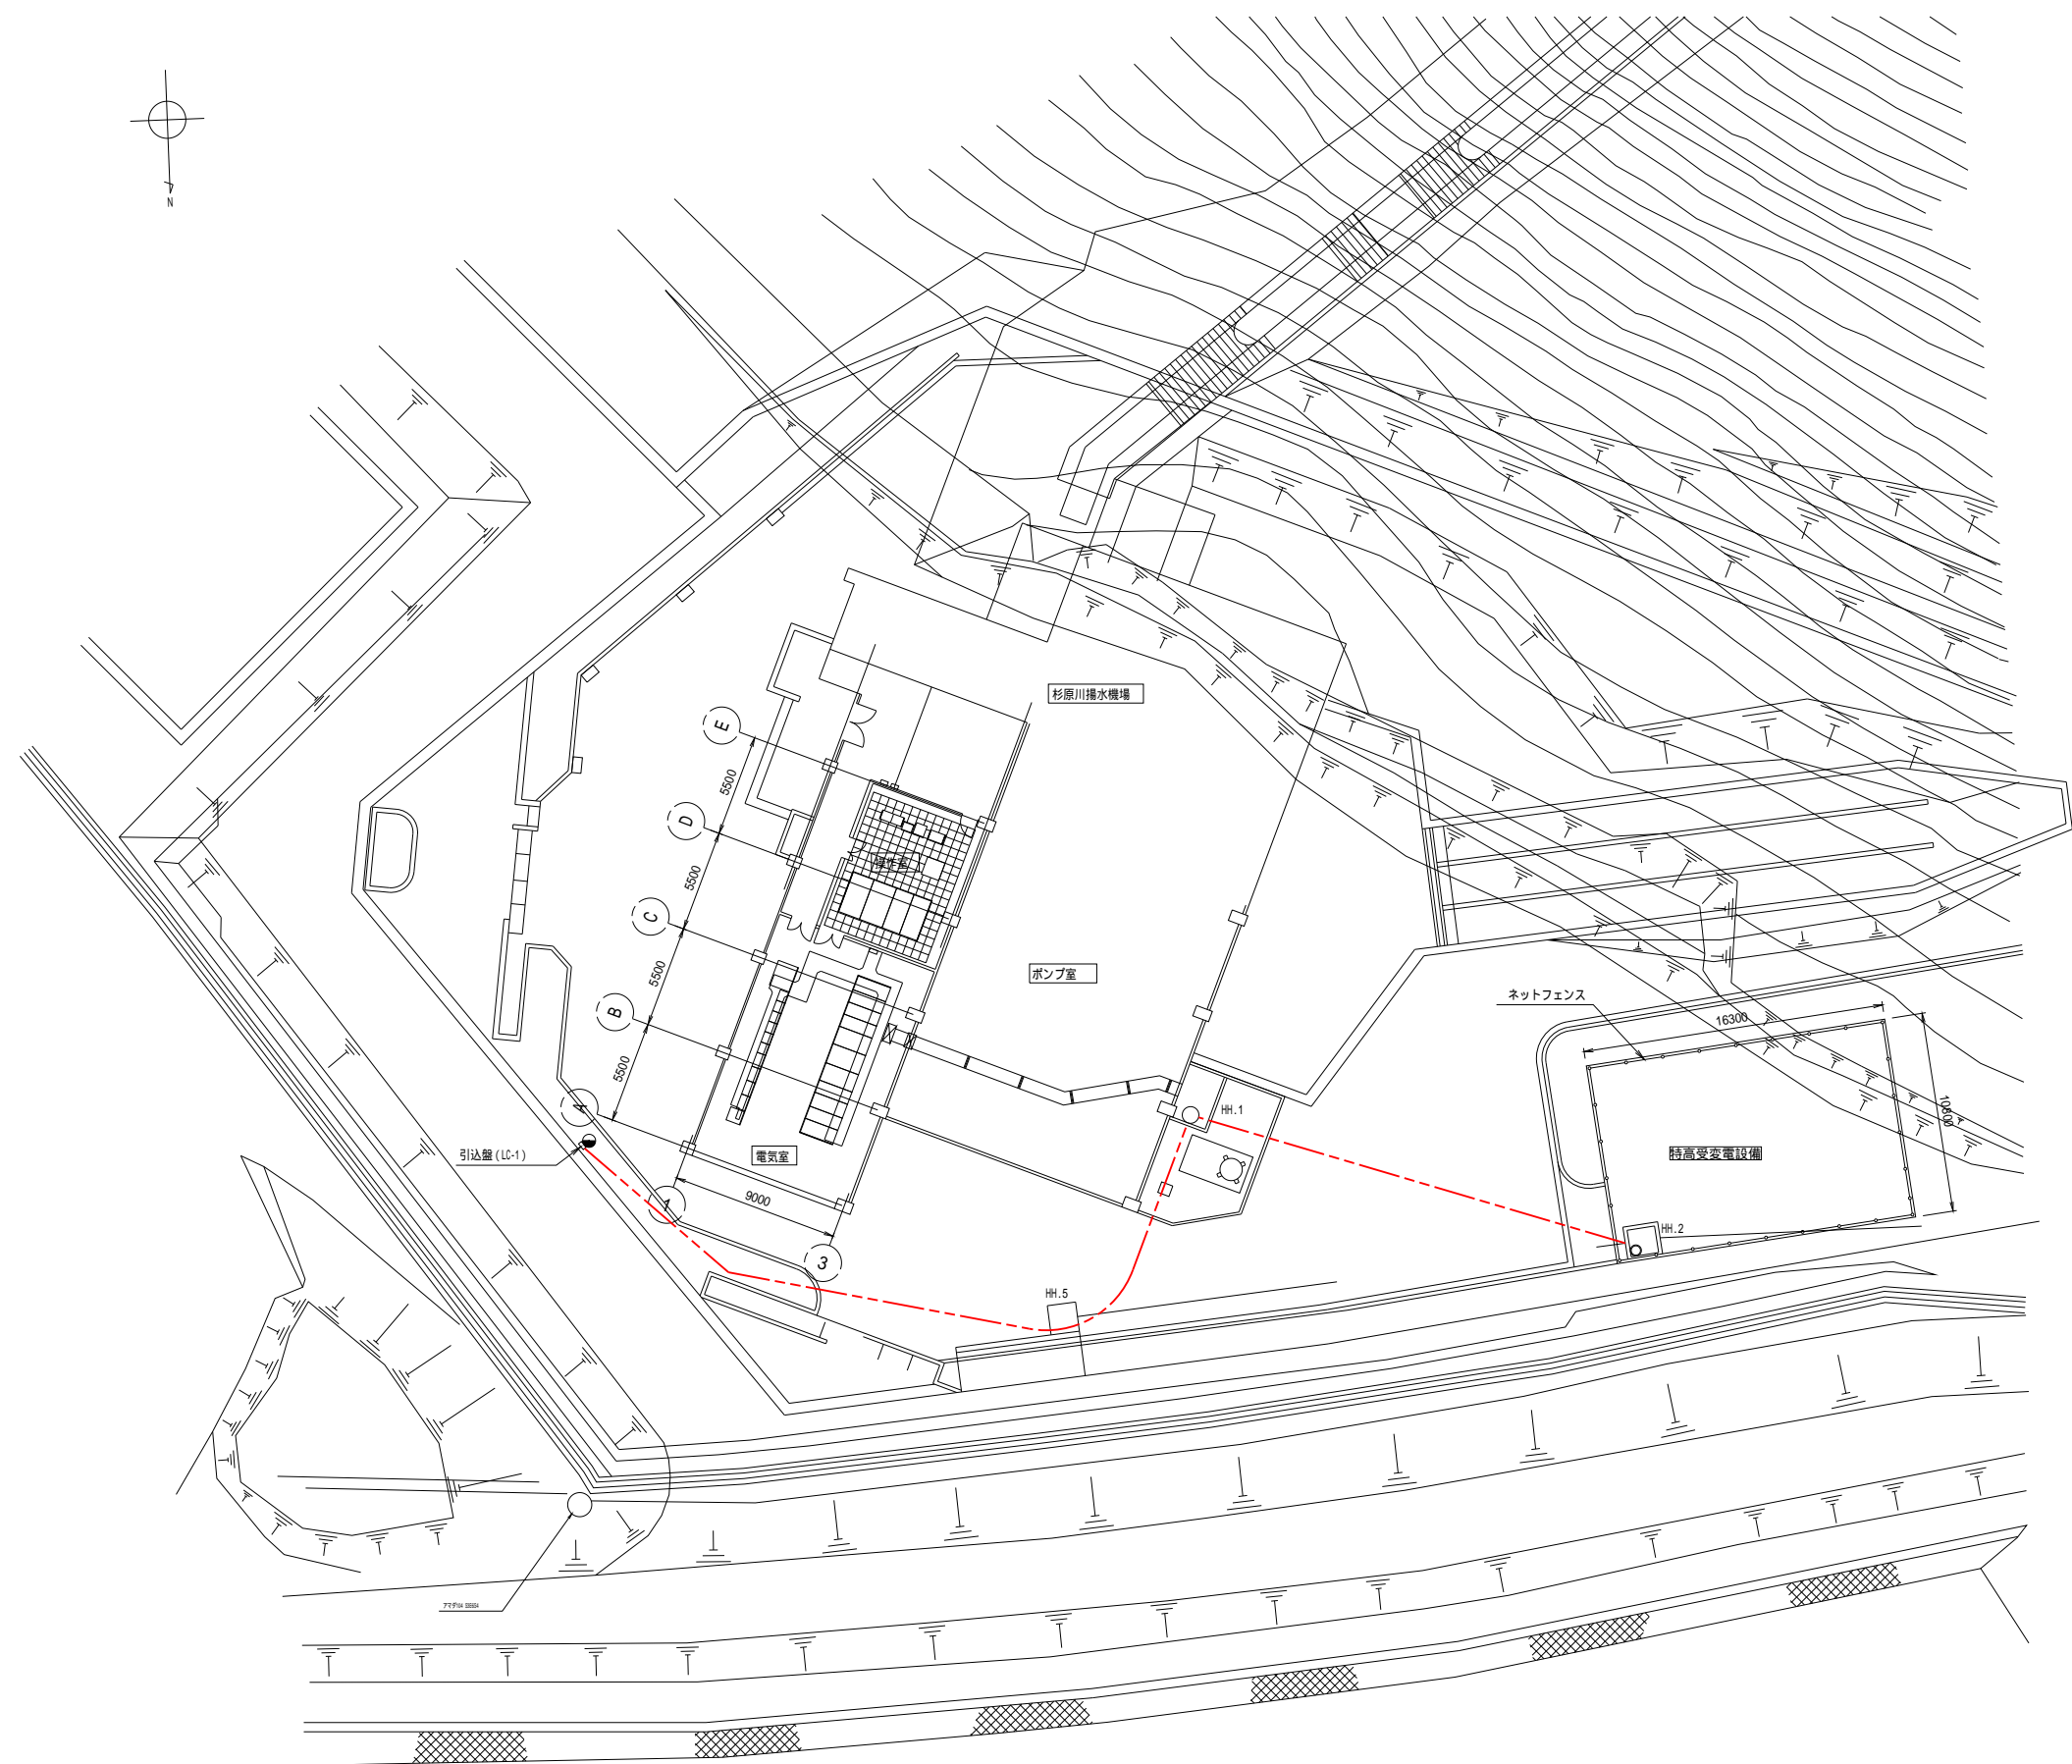 N
杉原川揚水機場
E
5500
D
操作室
5500
C
5500
ポンプ室
B
ネットフェンス
16300
5500
A
HH.1
10800
引込盤(LC-1)
電気室
特高受変電設備
9000
1
HH.2
3
HH.5